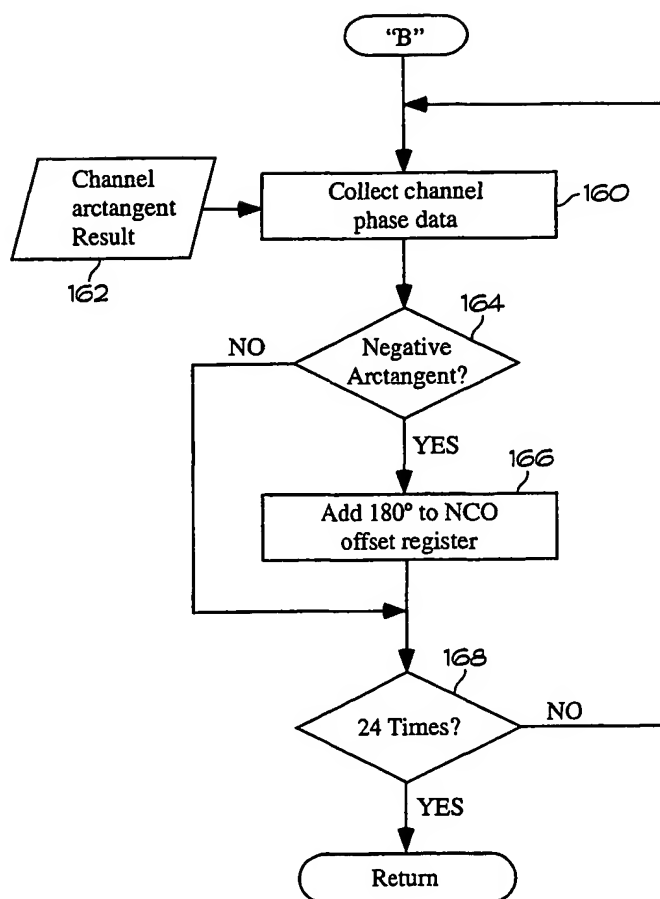 "B"
Channel
arctangent
Result
162
Collect channel
phase data
160
164
Negative
Arctangent?
NO
YES
166
Add 180° to NCO
offset register
168
24 Times?
NO
YES
Return